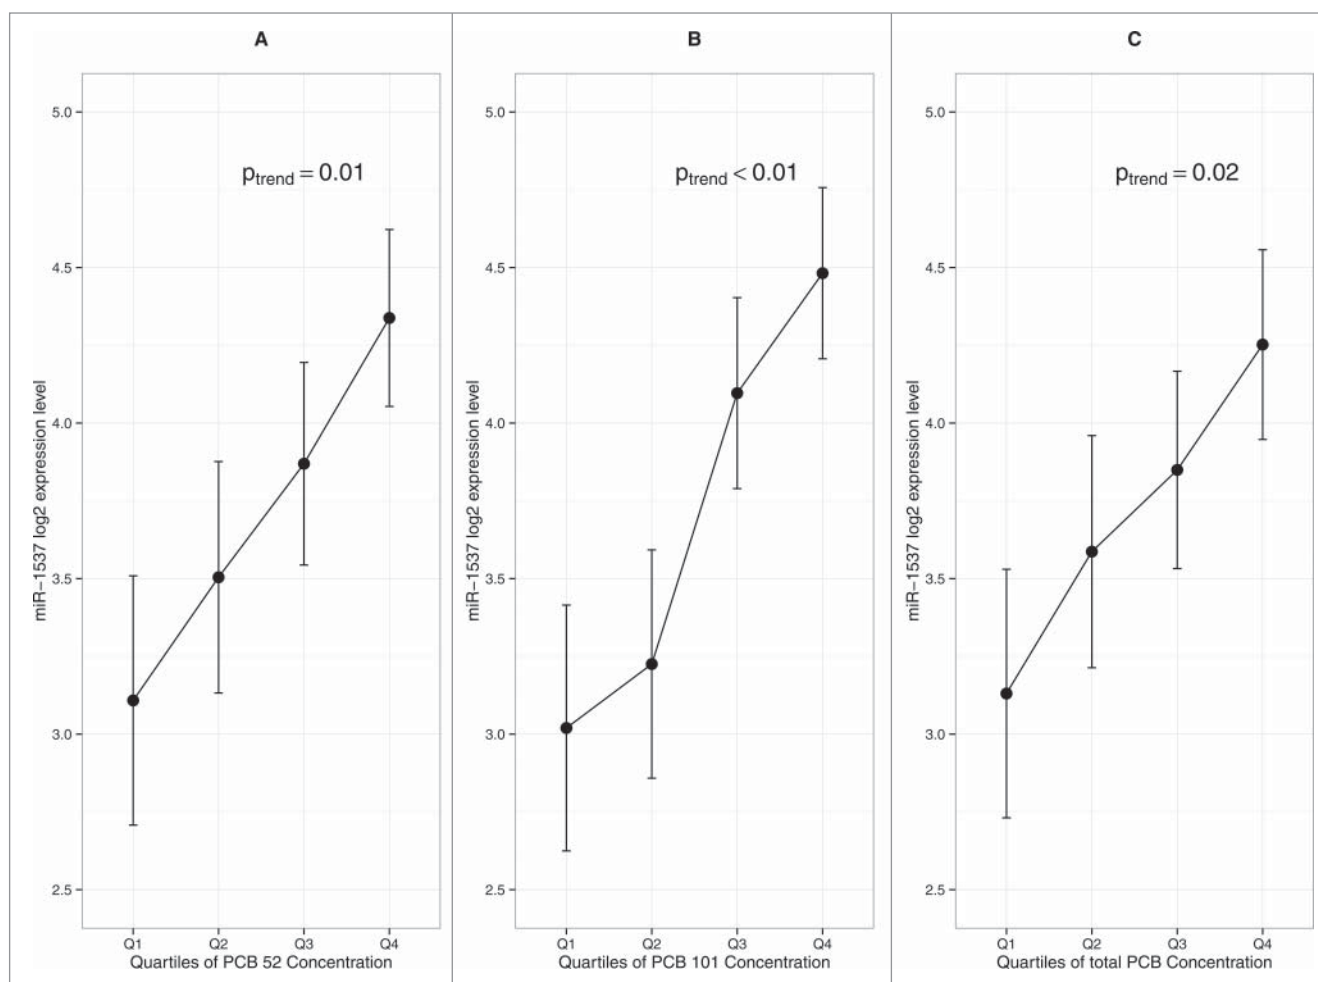 A
miR−1537 log2 expression level
5.0
4.5
4.0
3.5
3.0
2.5
ptrend = 0.01
Q1 Q2 Q3 Q4
Quartiles of PCB 52 Concentration
B
miR−1537 log2 expression level
5.0
4.5
4.0
3.5
3.0
2.5
ptrend < 0.01
Q1 Q2 Q3 Q4
Quartiles of PCB 101 Concentration
C
miR−1537 log2 expression level
5.0
4.5
4.0
3.5
3.0
2.5
ptrend = 0.02
Q1 Q2 Q3 Q4
Quartiles of total PCB Concentration